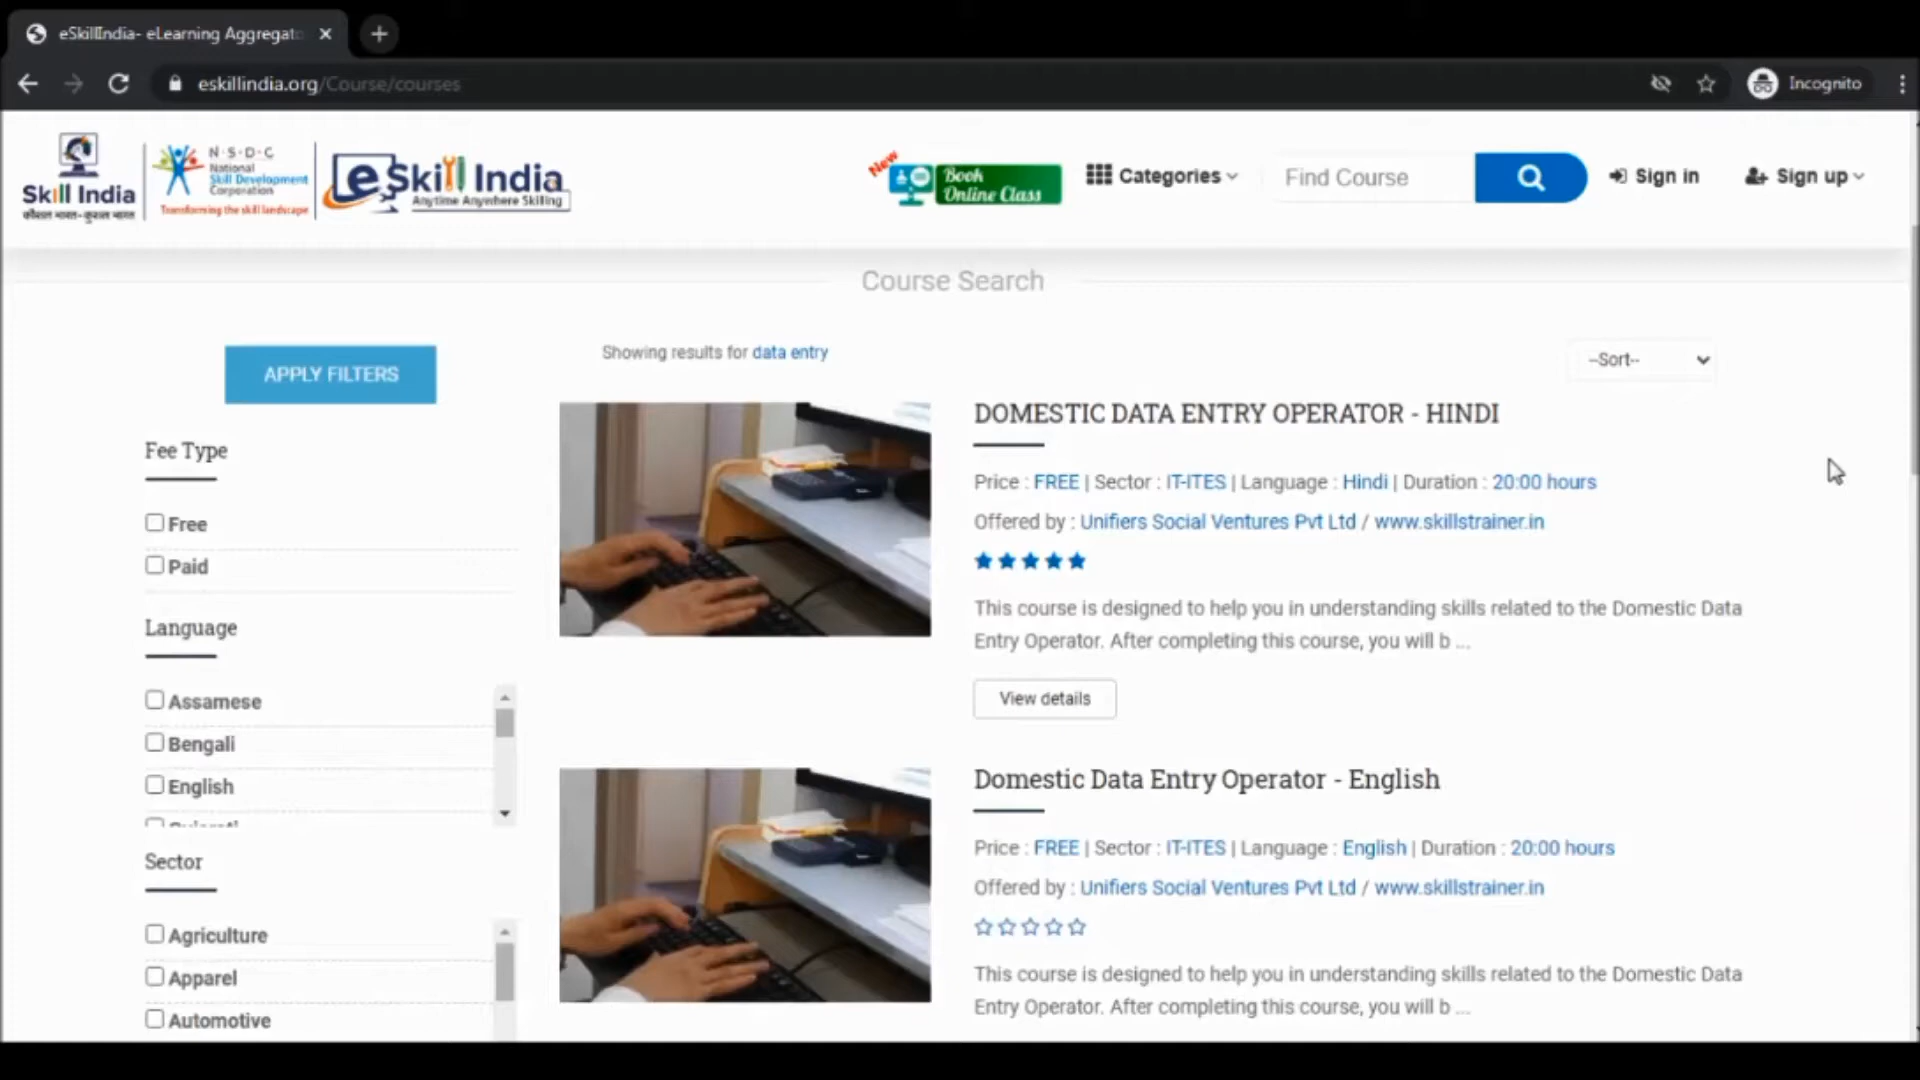 eSkillIndia- eLearning Aggregato
eskillindia.org/Course/courses
Incognito
Skill India
कौशल भारत-कुशल भारत
N·S·D·C
National
Skill Development
Corporation
Transforming the skill landscape
eSkill India
Anytime Anywhere Skilling
New
Book
Online Class
Categories
Find Course
Sign in
Sign up
Course Search
APPLY FILTERS
Showing results for data entry
--Sort--
Fee Type
Free
Paid
Language
Assamese
Bengali
English
Gujarati
Sector
Agriculture
Apparel
Automotive
DOMESTIC DATA ENTRY OPERATOR - HINDI
Price : FREE | Sector : IT-ITES | Language : Hindi | Duration : 20:00 hours
Offered by : Unifiers Social Ventures Pvt Ltd / www.skillstrainer.in
This course is designed to help you in understanding skills related to the Domestic Data
Entry Operator. After completing this course, you will b ...
View details
Domestic Data Entry Operator - English
Price : FREE | Sector : IT-ITES | Language : English | Duration : 20:00 hours
Offered by : Unifiers Social Ventures Pvt Ltd / www.skillstrainer.in
This course is designed to help you in understanding skills related to the Domestic Data
Entry Operator. After completing this course, you will b ...